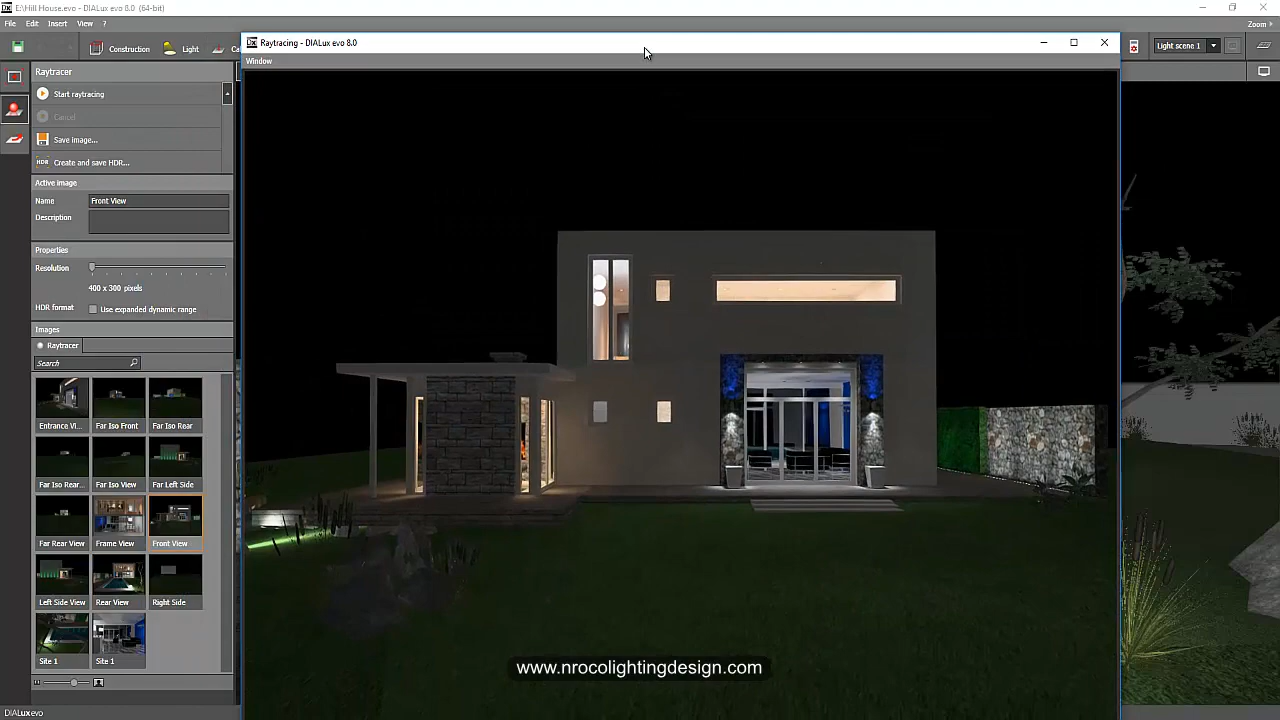 E:\Hill House.evo - DIALux evo 8.0 (64-bit)
File Edit Insert View ?
Zoom
Construction
Light
Light scene 1
Raytracing - DIALux evo 8.0
Window
Raytracer
Start raytracing
Cancel
Save image...
HDR Create and save HDR...
Active image
Name Front View
Description
Properties
Resolution
400 x 300 pixels
HDR format Use expanded dynamic range
Images
Raytracer
Search
Entrance Vi... Far Iso Front Far Iso Rear
Far Iso Rear... Far Iso View Far Left Side
Far Rear View Frame View Front View
Left Side View Rear View Right Side
Site 1 Site 1
www.nrocolightingdesign.com
DIALux evo